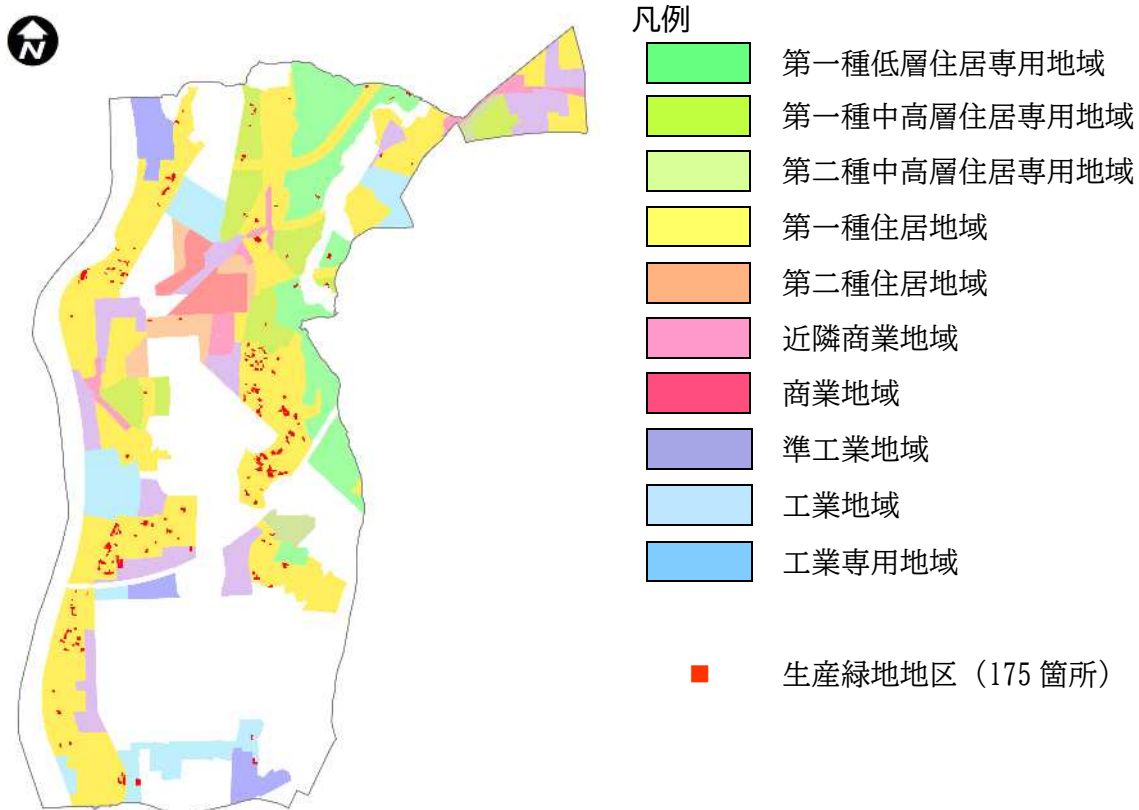 N
凡例
第一種低層住居専用地域
第一種中高層住居専用地域
第二種中高層住居専用地域
第一種住居地域
第二種住居地域
近隣商業地域
商業地域
準工業地域
工業地域
工業専用地域
生産緑地地区（175 箇所）